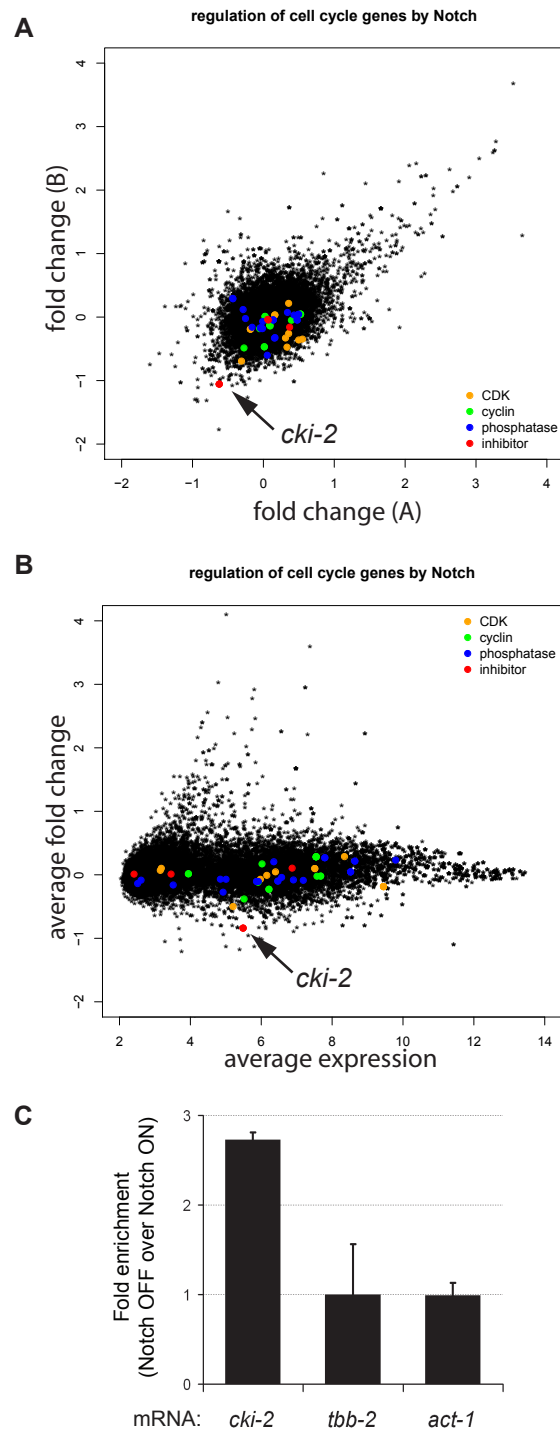 A
regulation of cell cycle genes by Notch
fold change (B)
4
3
2
1
0
−1
−2
CDK
cyclin
phosphatase
inhibitor
cki-2
−2 −1 0 1 2 3 4
fold change (A)
B
regulation of cell cycle genes by Notch
average fold change
4
3
2
1
0
−1
−2
CDK
cyclin
phosphatase
inhibitor
cki-2
2 4 6 8 10 12 14
average expression
C
Fold enrichment
(Notch OFF over Notch ON)
3
2
1
0
mRNA: cki-2 tbb-2 act-1